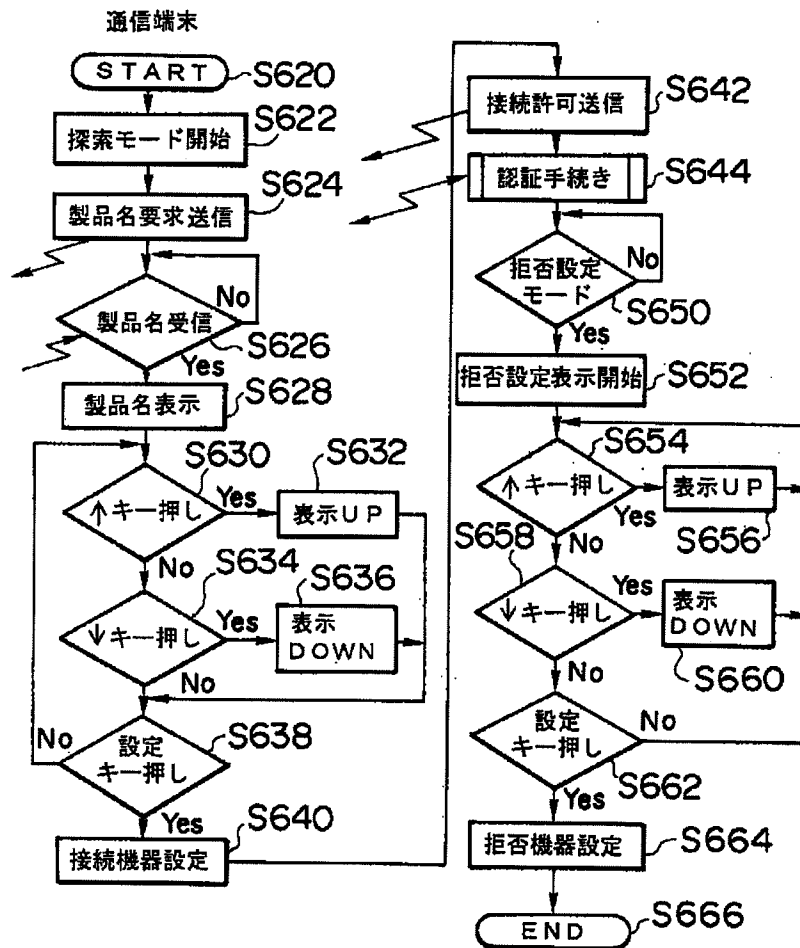 通信端末
START
S620
探索モード開始
S622
製品名要求送信
S624
製品名受信
No
S626
Yes
製品名表示
S628
S630
↑キー押し
Yes
S632
表示UP
No
S634
↓キー押し
Yes
S636
表示
DOWN
No
設定
キー押し
S638
No
Yes
接続機器設定
S640
接続許可送信
S642
認証手続き
S644
拒否設定
モード
No
S650
Yes
拒否設定表示開始
S652
S654
↑キー押し
Yes
表示UP
S656
No
S658
↓キー押し
Yes
表示
DOWN
S660
No
設定
キー押し
No
S662
Yes
拒否機器設定
S664
END
S666